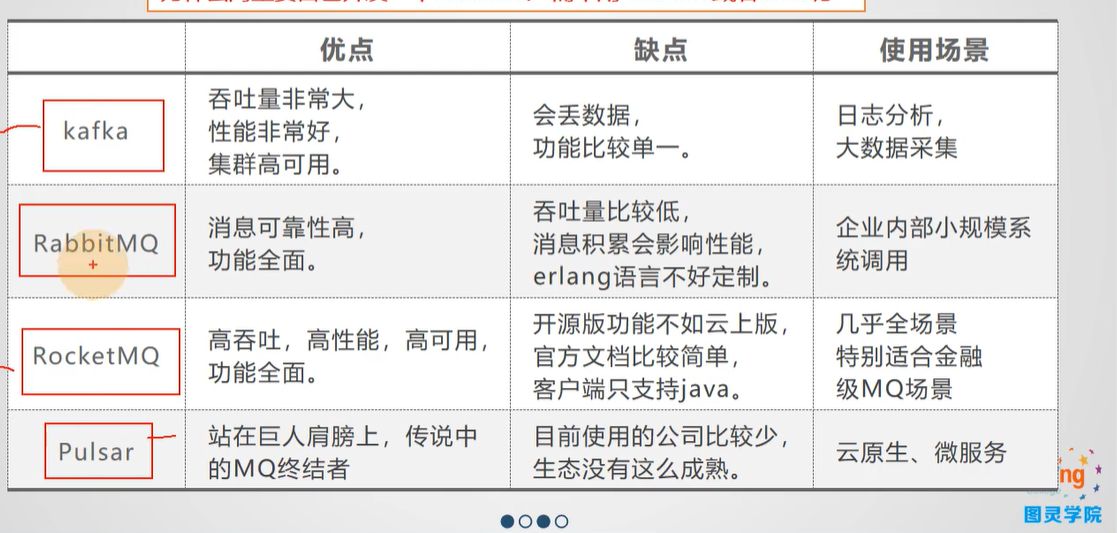 优点
缺点
使用场景
kafka
吞吐量非常大，
性能非常好，
集群高可用。
会丢数据，
功能比较单一。
日志分析，
大数据采集
RabbitMQ
消息可靠性高，
功能全面。
吞吐量比较低，
消息积累会影响性能，
erlang语言不好定制。
企业内部小规模系
统调用
RocketMQ
高吞吐，高性能，高可用，
功能全面。
开源版功能不如云上版，
官方文档比较简单，
客户端只支持java。
几乎全场景
特别适合金融
级MQ场景
Pulsar
站在巨人肩膀上，传说中
的MQ终结者
目前使用的公司比较少，
生态没有这么成熟。
云原生、微服务
ng
图灵学院